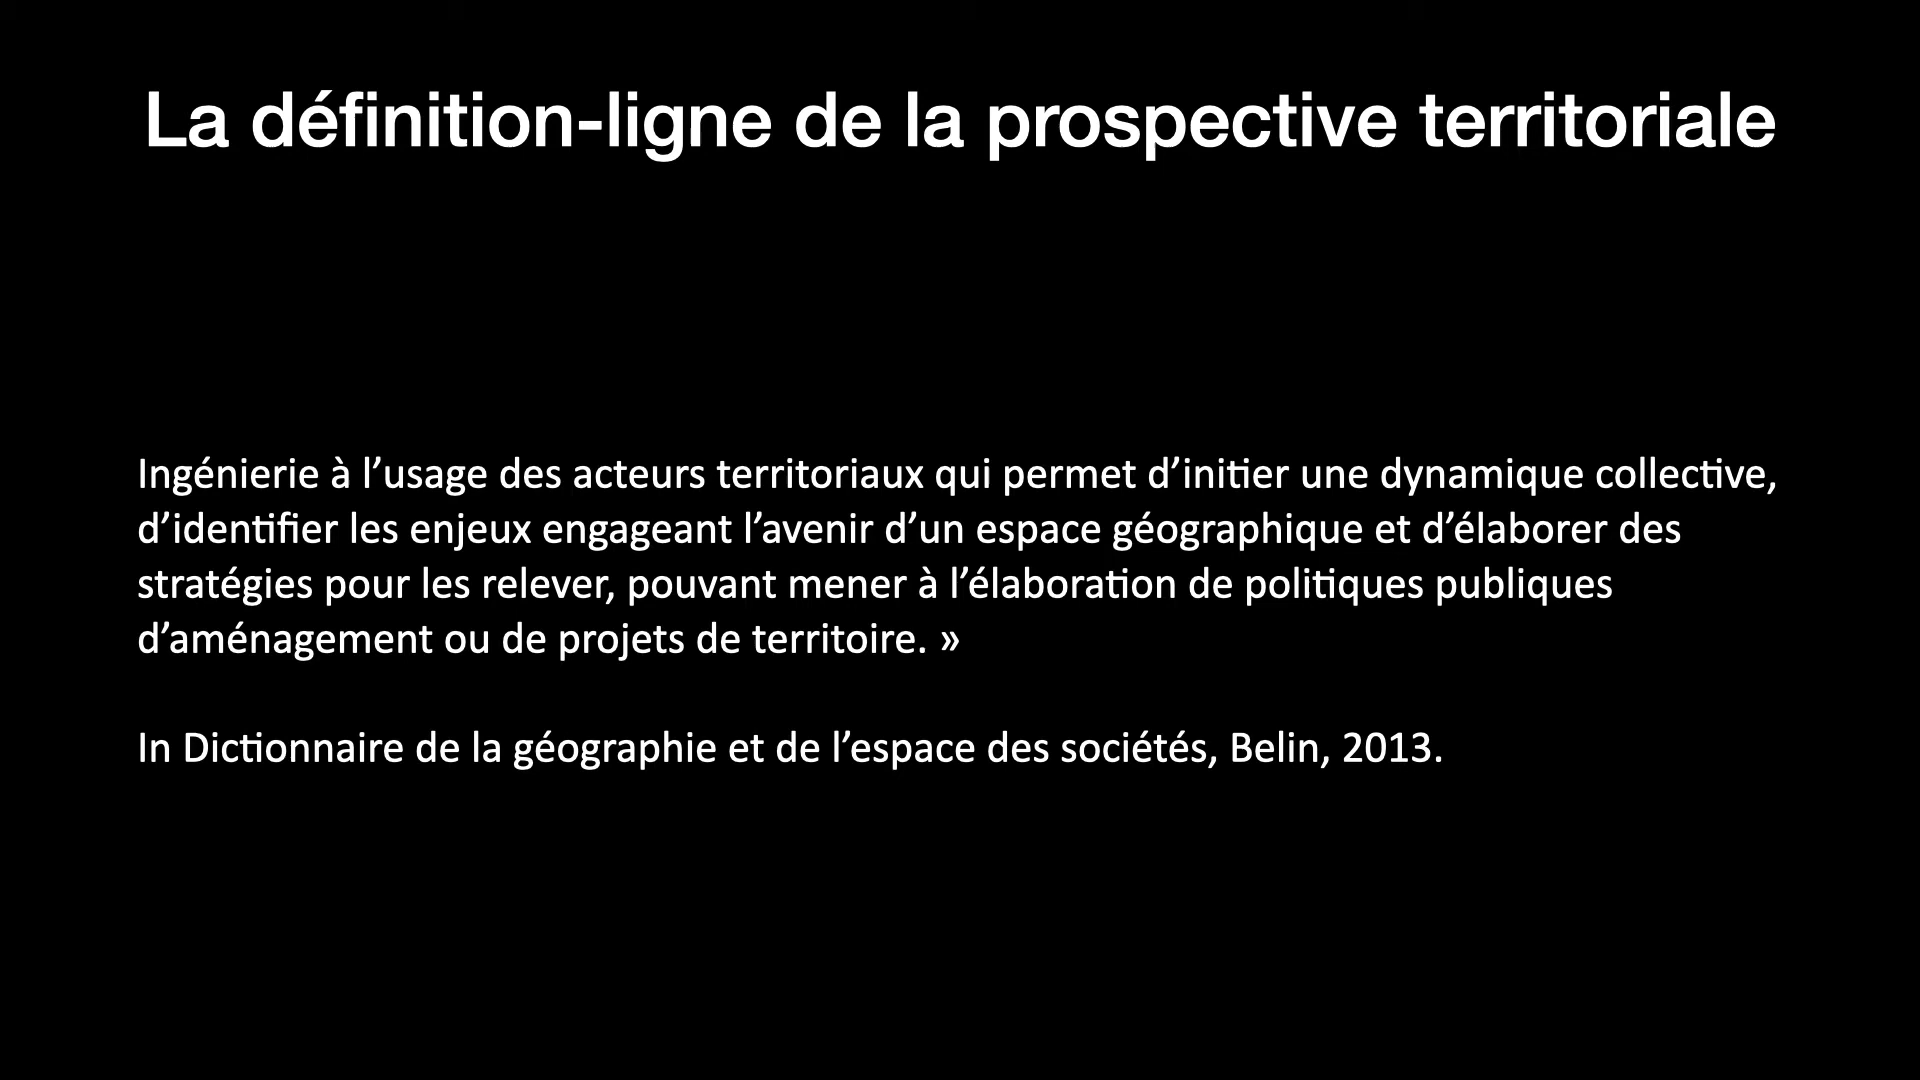 La définition-ligne de la prospective territoriale
Ingénierie à l’usage des acteurs territoriaux qui permet d’initier une dynamique collective,
d’identifier les enjeux engageant l’avenir d’un espace géographique et d’élaborer des
stratégies pour les relever, pouvant mener à l’élaboration de politiques publiques
d’aménagement ou de projets de territoire. »
In Dictionnaire de la géographie et de l’espace des sociétés, Belin, 2013.